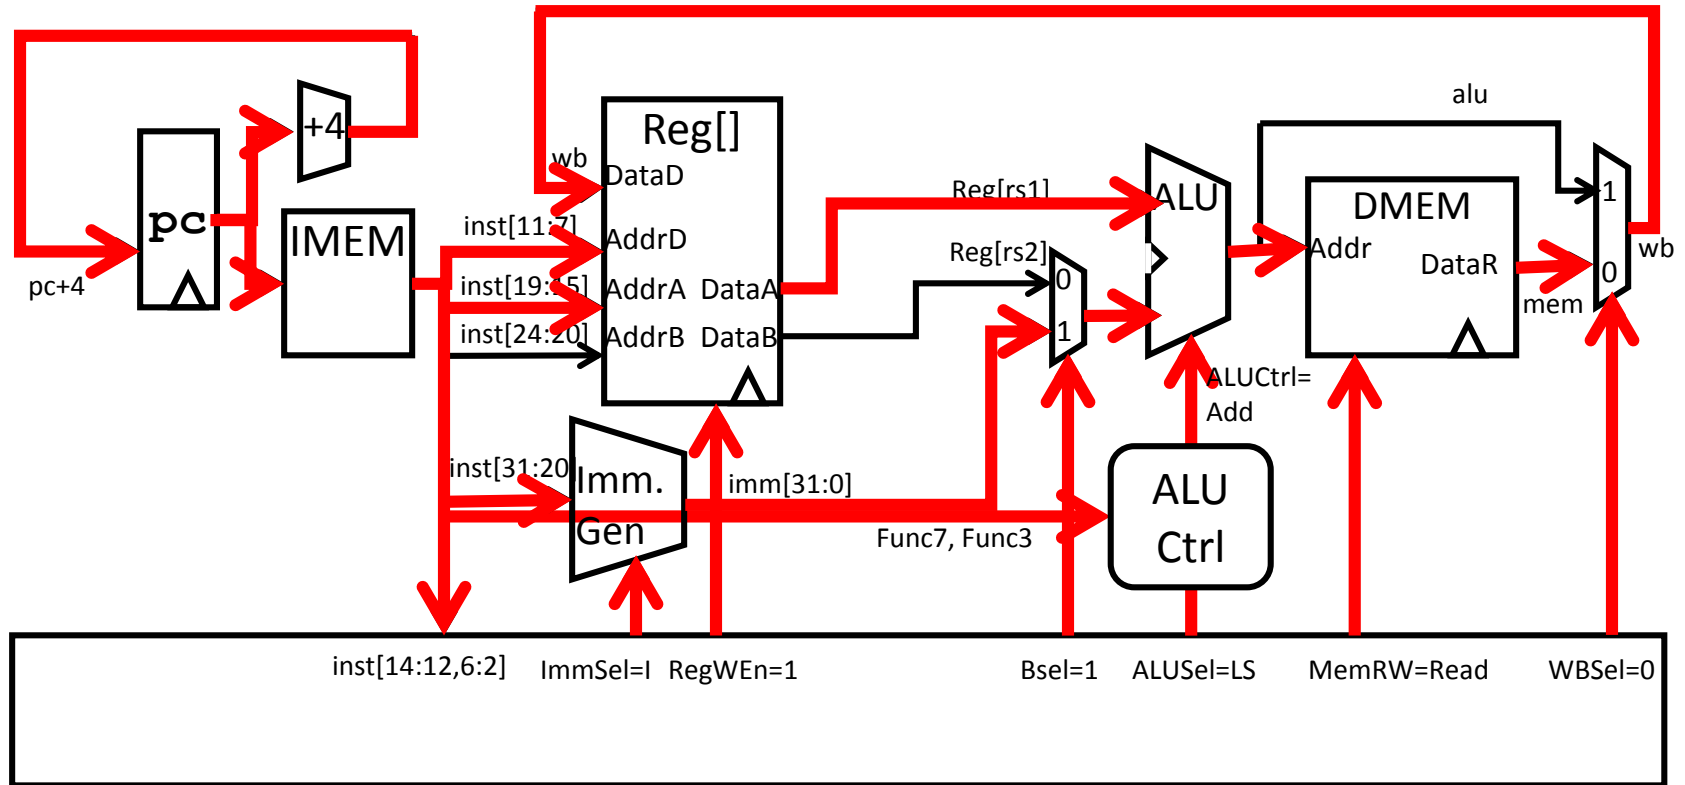 alu
+4
Reg[]
wb
DataD
pc
IMEM
inst[11:7]
AddrD
Reg[rs1]
ALU
DMEM
1
Reg[rs2]
Addr
DataR
wb
0
pc+4
inst[19:15]
AddrA
DataA
0
mem
inst[24:20]
AddrB
DataB
1
ALUCtrl=
Add
inst[31:20]
Imm.
Gen
imm[31:0]
Func7, Func3
ALU
Ctrl
inst[14:12,6:2]
ImmSel=I
RegWEn=1
Bsel=1
ALUSel=LS
MemRW=Read
WBSel=0